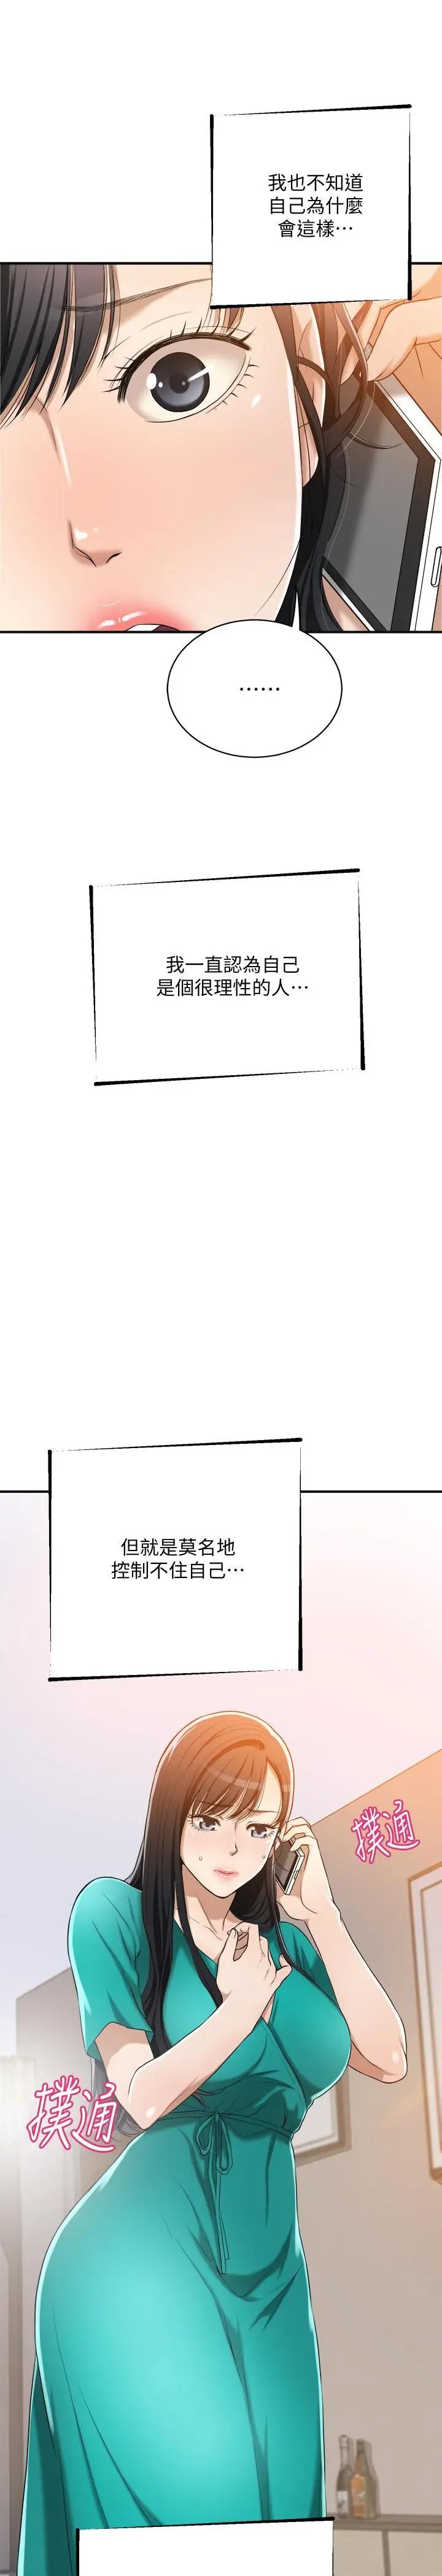 我也不知道
自己為什麼
會這樣…
……
我一直認為自己
是個很理性的人…
但就是莫名地
控制不住自己…
撲通
撲通